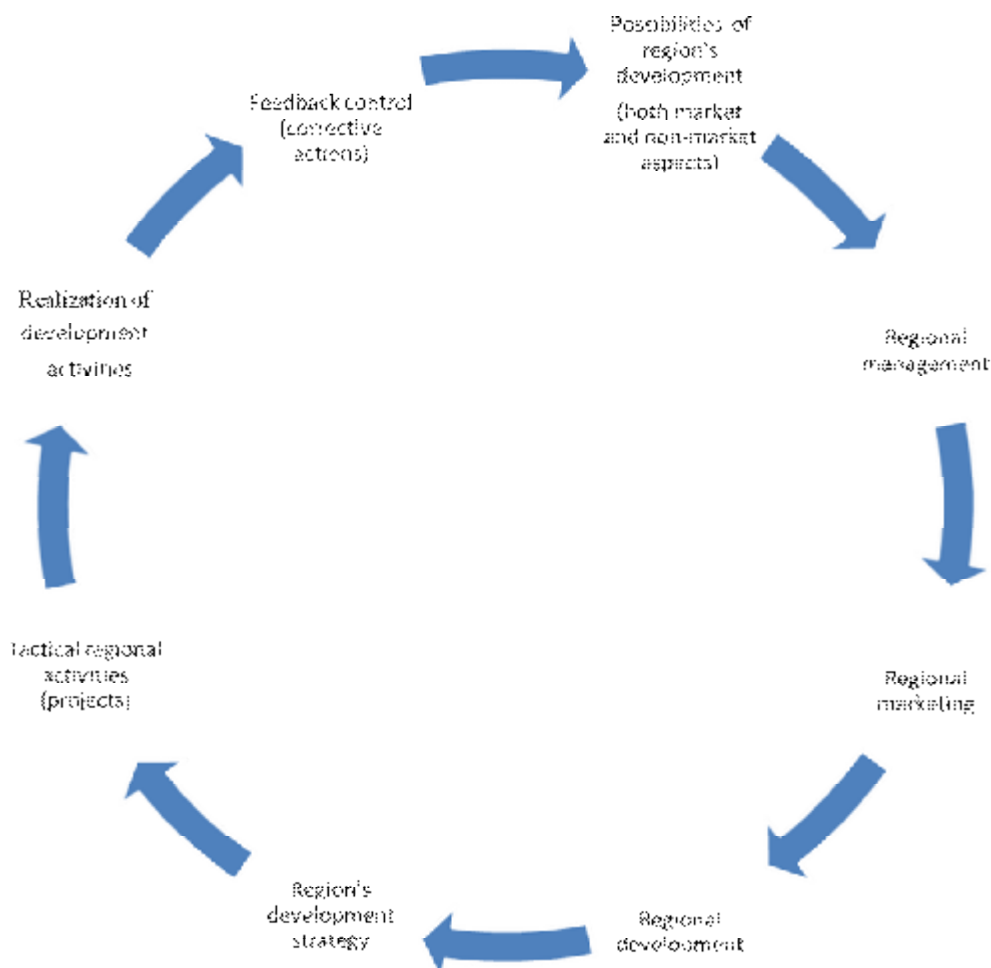 Possibilities of
region's
development
(both market
and non-market
aspects)
Regional
management
Regional
marketing
Regional
development
Region's
development
strategy
Tactical regional
activities
(projects)
Realization of
development
activities
Feedback control
(corrective
actions)